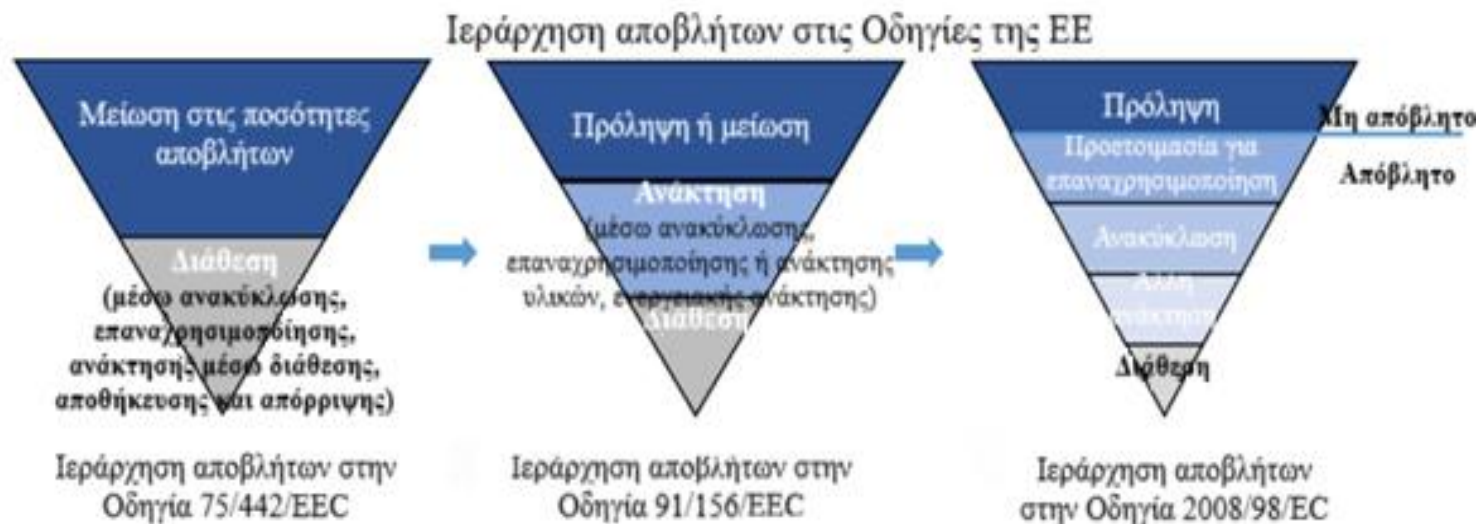 Ιεράρχηση αποβλήτων στις Οδηγίες της ΕΕ
Μείωση στις ποσότητες
αποβλήτων
Διάθεση
(μέσω ανακύκλωσης,
επαναχρησιμοποίησης,
ανάκτησης μέσω διάθεσης,
αποθήκευσης και απόρριψης)
Ιεράρχηση αποβλήτων στην
Οδηγία 75/442/EEC
Πρόληψη ή μείωση
Ανάκτηση
(μέσω ανακύκλωσης,
επαναχρησιμοποίησης ή ανάκτησης
υλικών, ενεργειακής ανάκτησης)
Διάθεση
Ιεράρχηση αποβλήτων στην
Οδηγία 91/156/EEC
Πρόληψη
Προετοιμασία για
επαναχρησιμοποίηση
Ανακύκλωση
Άλλη
ανάκτηση
Διάθεση
Μη απόβλητο
Απόβλητο
Ιεράρχηση αποβλήτων
στην Οδηγία 2008/98/EC